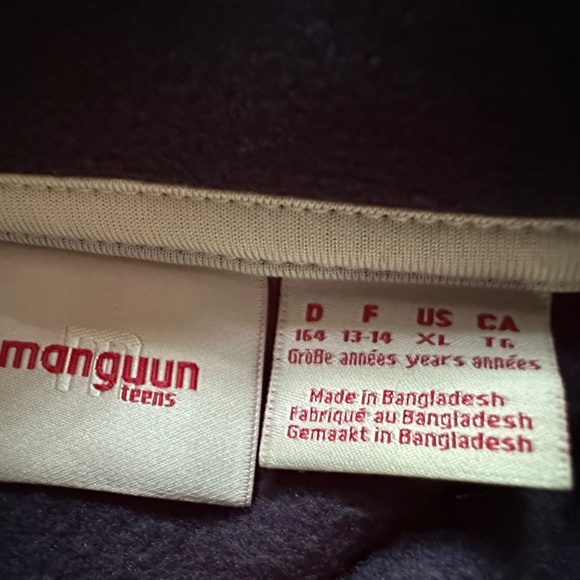 manguun
teens
D F US CA
164 13-14 XL TG
Größe années years années
Made in Bangladesh
Fabriqué au Bangladesh
Gemaakt in Bangladesh